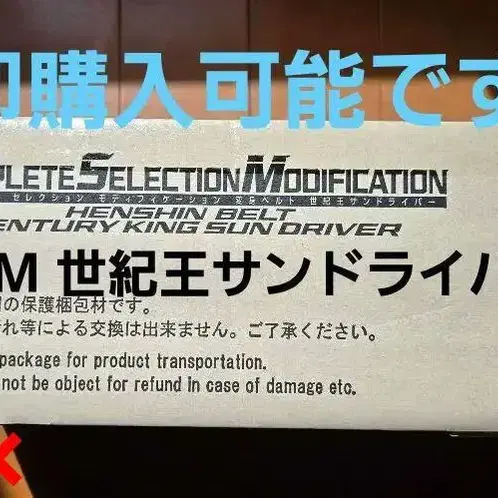 即購入可能です
PLETE SELECTION MODIFICATION
セレクション モディフィケーション 変身ベルト 世紀王サンドライバー
HENSHIN BELT
ENTURY KING SUN DRIVER
M 世紀王サンドライバ
の保護梱包材です。
れ等による交換は出来ません。ご了承ください。
package for product transportation.
not be object for refund in case of damage etc.